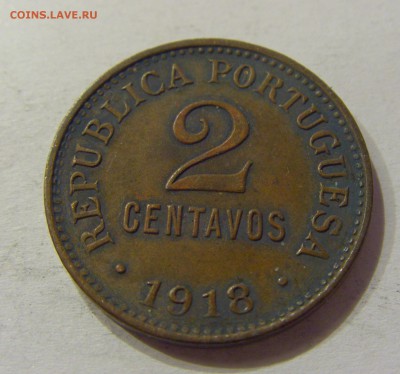 COINS.LAVE.RU
REPUBLICA PORTUGUESA
2
CENTAVOS
• 1918 •